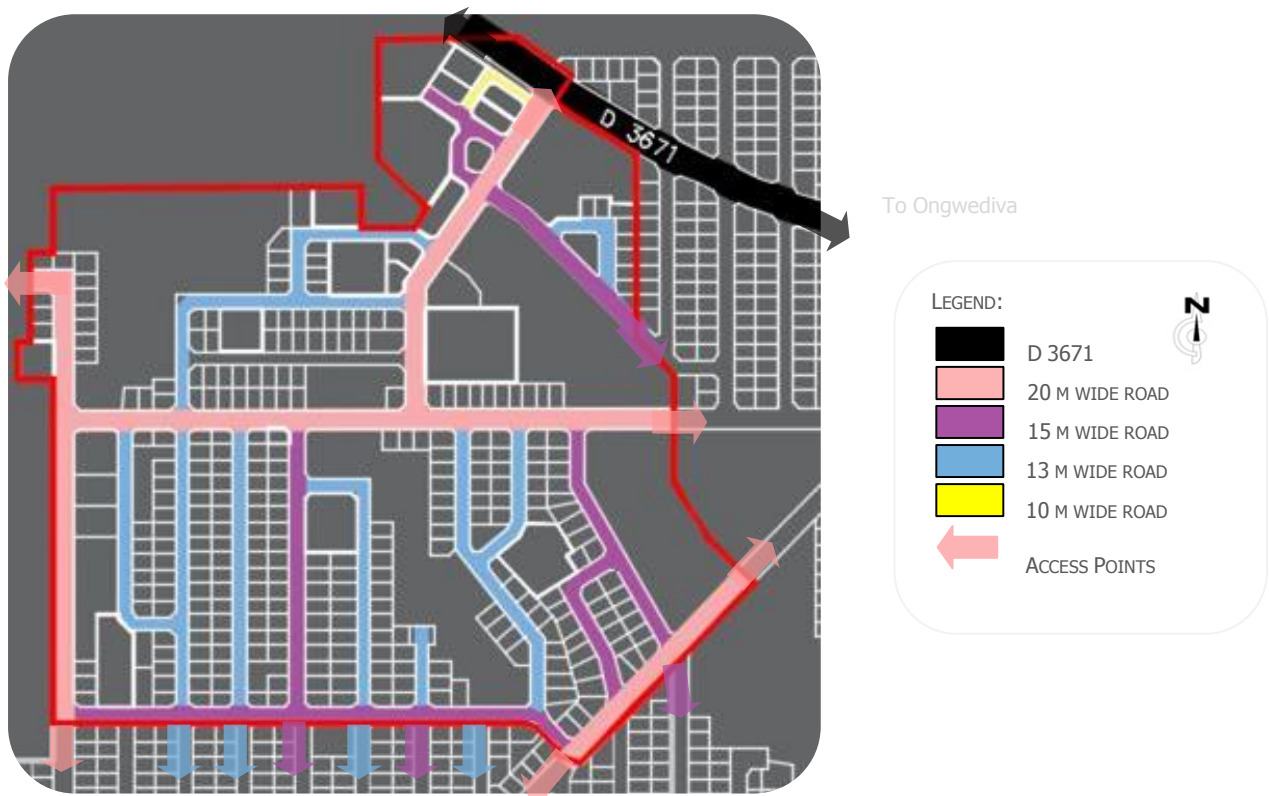 D 3671
To Ongwediva
LEGEND:
N
D 3671
20 M WIDE ROAD
15 M WIDE ROAD
13 M WIDE ROAD
10 M WIDE ROAD
ACCESS POINTS